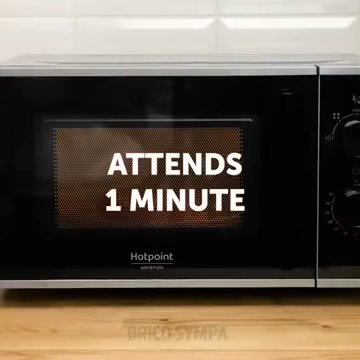 ATTENDS
1 MINUTE
Hotpoint
ARISTON
BRICO SYMPA